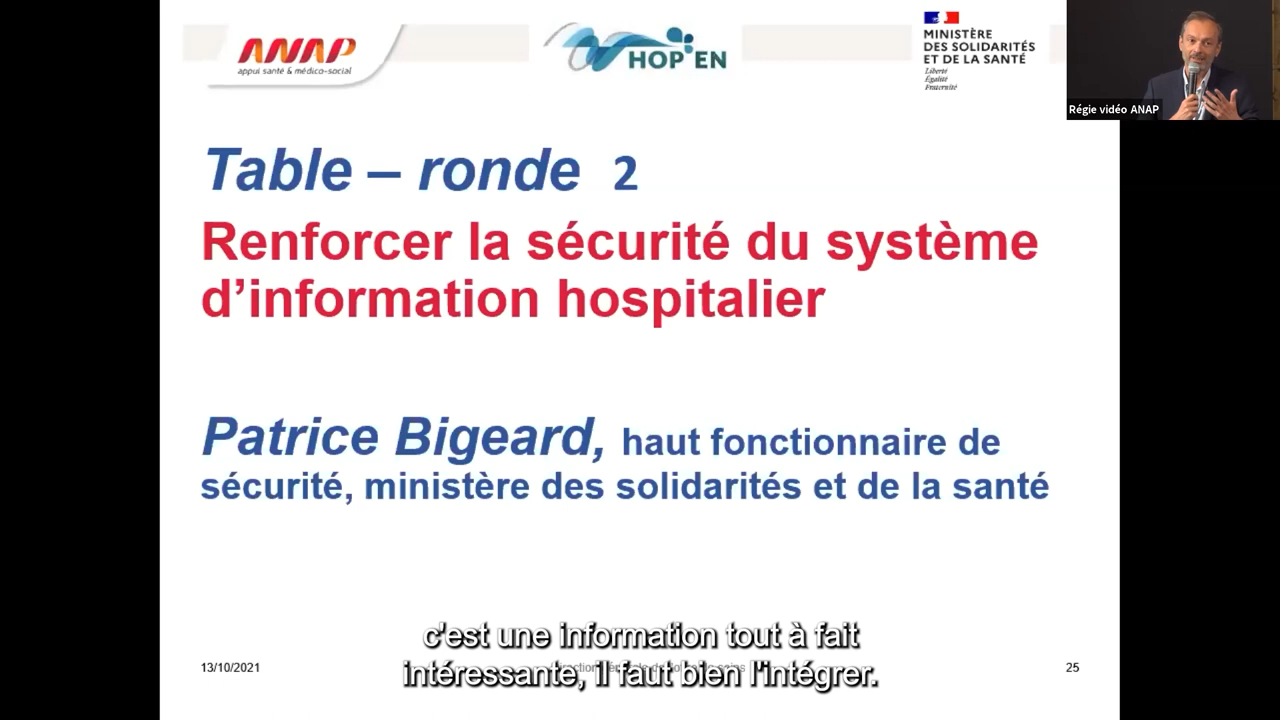 ANAP
appui santé & médico-social
HOP'EN
MINISTÈRE
DES SOLIDARITÉS
ET DE LA SANTÉ
Liberté
Égalité
Fraternité
Régie vidéo ANAP
Table – ronde 2
Renforcer la sécurité du système
d’information hospitalier
Patrice Bigeard, haut fonctionnaire de
sécurité, ministère des solidarités et de la santé
c'est une information tout à fait
intéressante, il faut bien l'intégrer.
13/10/2021
25